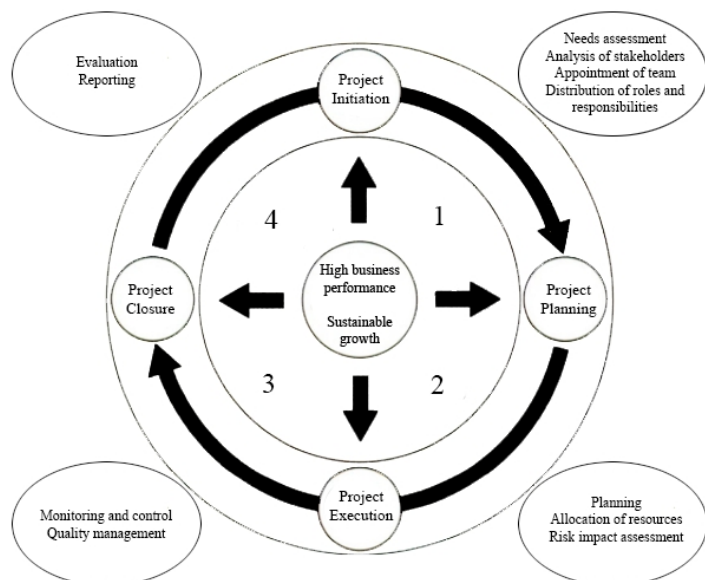 Evaluation
Reporting
Project
Initiation
Needs assessment
Analysis of stakeholders
Appointment of team
Distribution of roles and
responsibilities
4
1
Project
Closure
High business
performance
Sustainable
growth
Project
Planning
3
2
Monitoring and control
Quality management
Project
Execution
Planning
Allocation of resources
Risk impact assessment